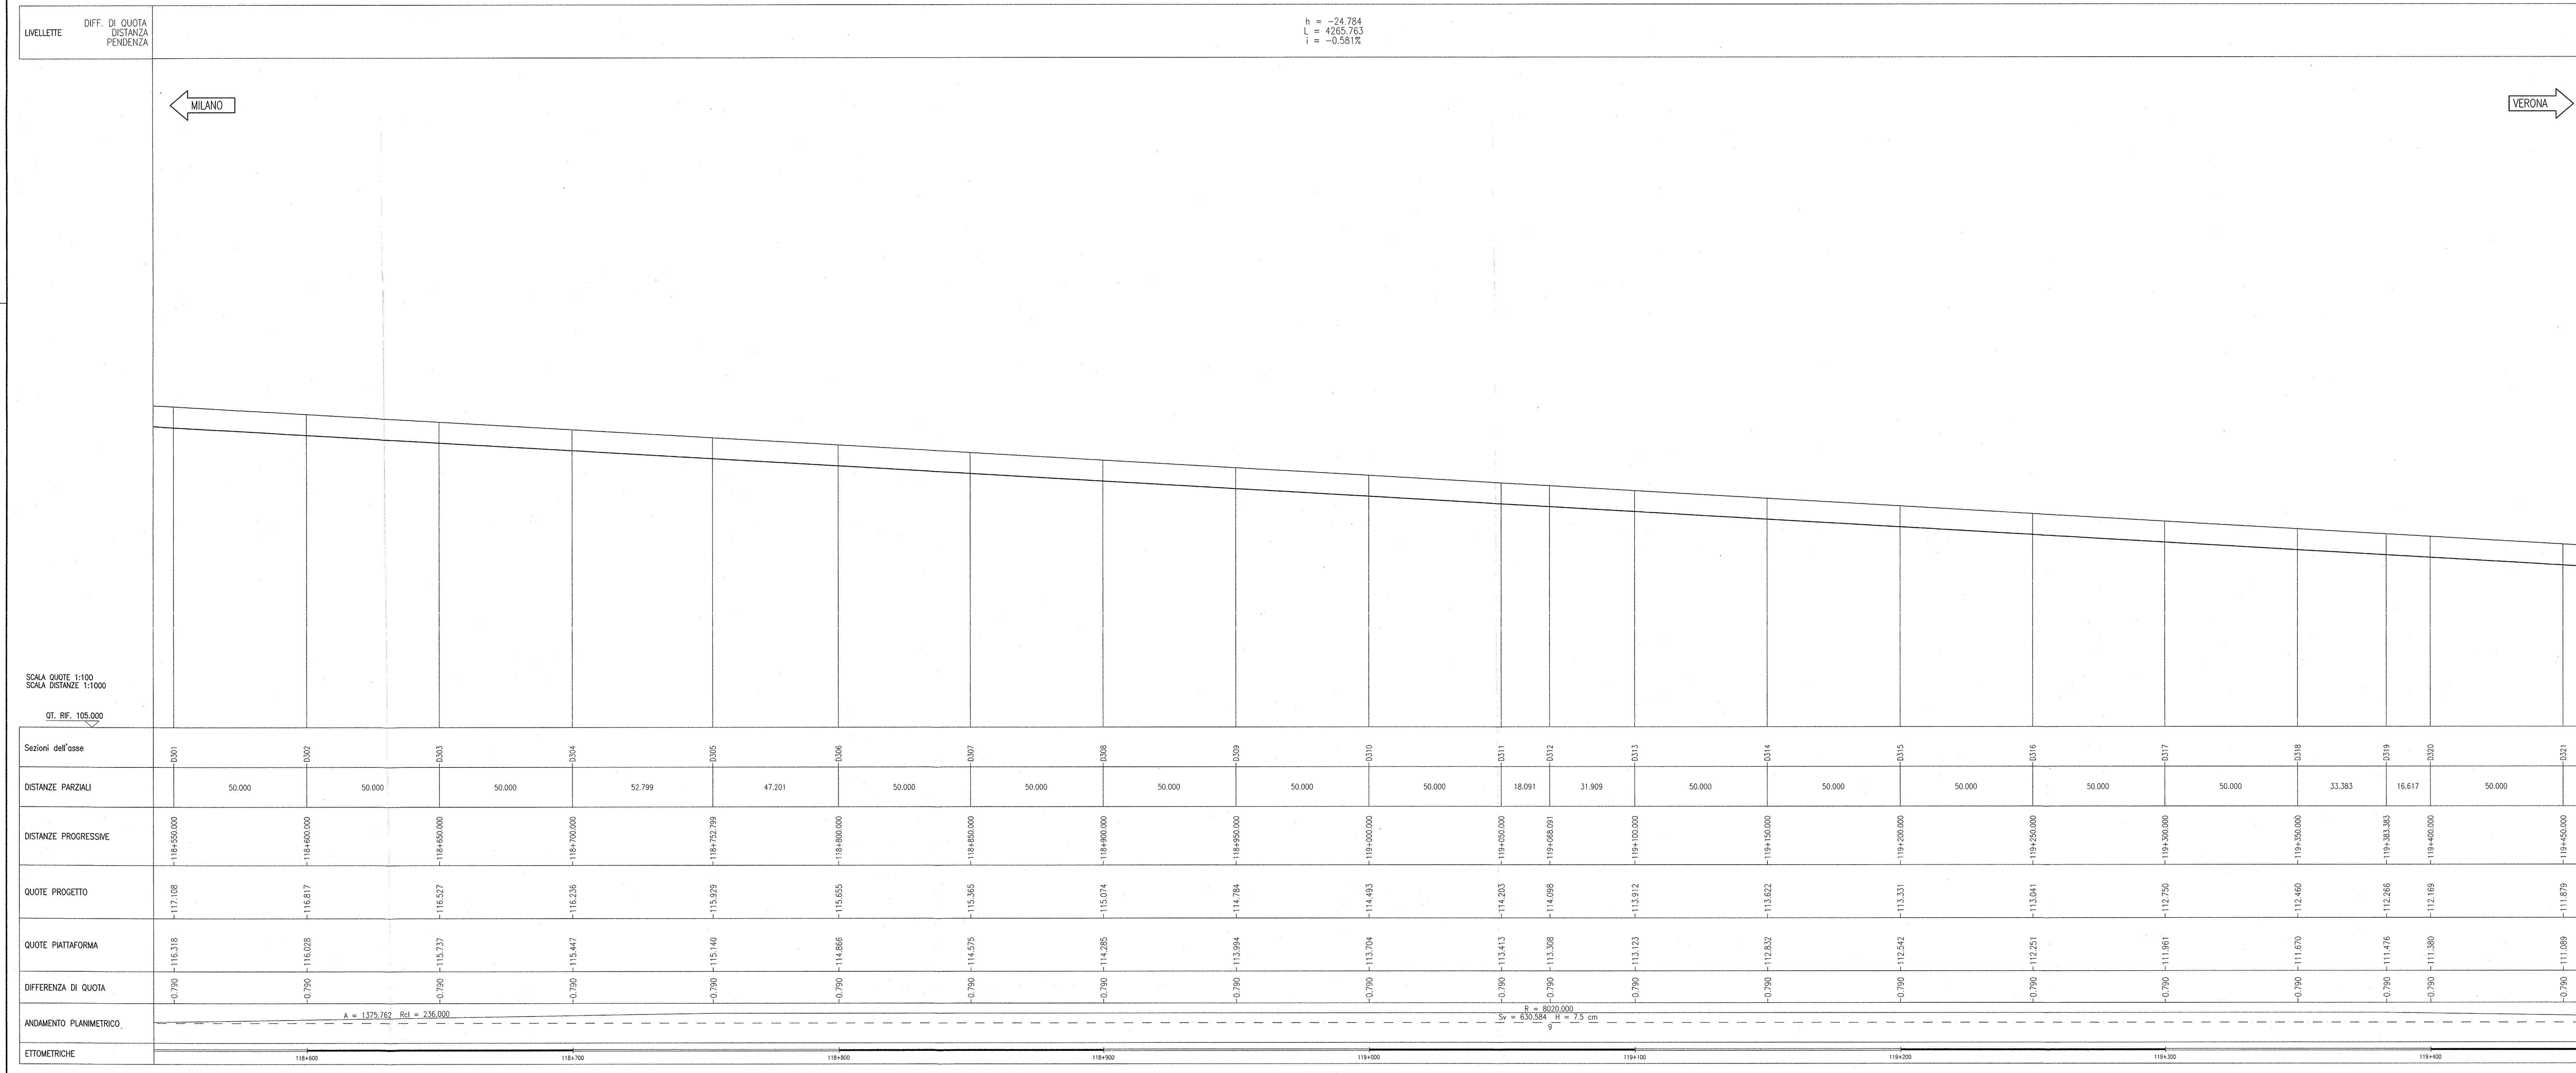 LIVELLETTE
DIFF. DI QUOTA
DISTANZA
PENDENZA
h = -24.784
L = 4265.763
i = -0.581%
MILANO
VERONA
SCALA QUOTE 1:100
SCALA DISTANZE 1:1000
QT. RIF. 105.000
Sezioni dell'asse D301 D302 D303 D304 D305 D306 D307 D308 D309 D310 D311 D312 D313 D314 D315 D316 D317 D318 D319 D320 D321
DISTANZE PARZIALI 50.000 50.000 50.000 52.799 47.201 50.000 50.000 50.000 50.000 50.000 18.091 31.909 50.000 50.000 50.000 50.000 50.000 33.383 16.617 50.000
DISTANZE PROGRESSIVE 118+550.000 118+600.000 118+650.000 118+700.000 118+752.799 118+800.000 118+850.000 118+900.000 118+950.000 119+000.000 119+050.000 119+068.091 119+100.000 119+150.000 119+200.000 119+250.000 119+300.000 119+350.000 119+383.383 119+400.000 119+450.000
QUOTE PROGETTO 117.108 116.817 116.527 116.236 115.929 115.655 115.365 115.074 114.784 114.493 114.203 114.098 113.912 113.622 113.331 113.041 112.750 112.460 112.266 112.169 111.879
QUOTE PIATTAFORMA 116.318 116.028 115.737 115.447 115.140 114.866 114.575 114.285 113.994 113.704 113.413 113.308 113.123 112.832 112.542 112.251 111.961 111.670 111.476 111.380 111.089
DIFFERENZA DI QUOTA -0.790 -0.790 -0.790 -0.790 -0.790 -0.790 -0.790 -0.790 -0.790 -0.790 -0.790 -0.790 -0.790 -0.790 -0.790 -0.790 -0.790 -0.790 -0.790 -0.790 -0.790
ANDAMENTO PLANIMETRICO
A = 1375.762 Rcl = 236.000
R = 8020.000
Sv = 630.584 H = 7.5 cm
9
ETTOMETRICHE 118+600 118+700 118+800 118+900 119+000 119+100 119+200 119+300 119+400